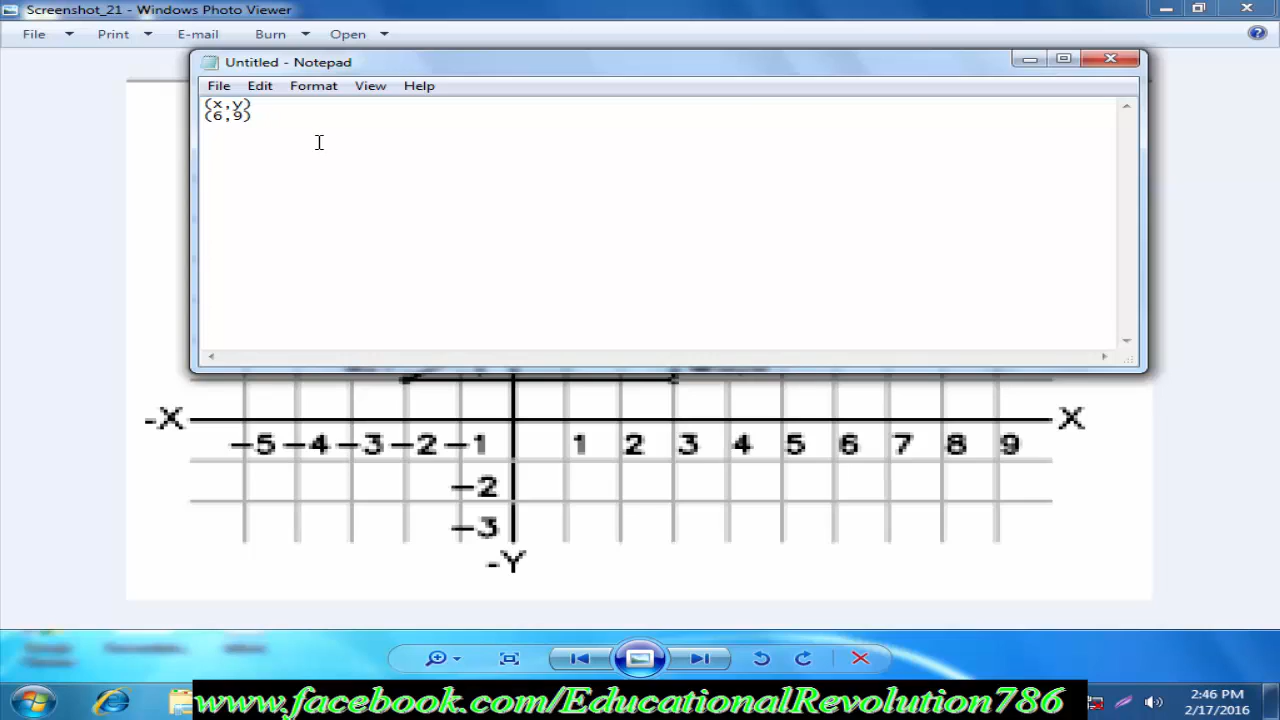 Screenshot_21 - Windows Photo Viewer
File Print E-mail Burn Open
Untitled - Notepad
File Edit Format View Help
(x,y)
(6,9)
-X X
-5 -4 -3 -2 -1 1 2 3 4 5 6 7 8 9
-2
-3
-Y
www.facebook.com/EducationalRevolution786
2:46 PM
2/17/2016